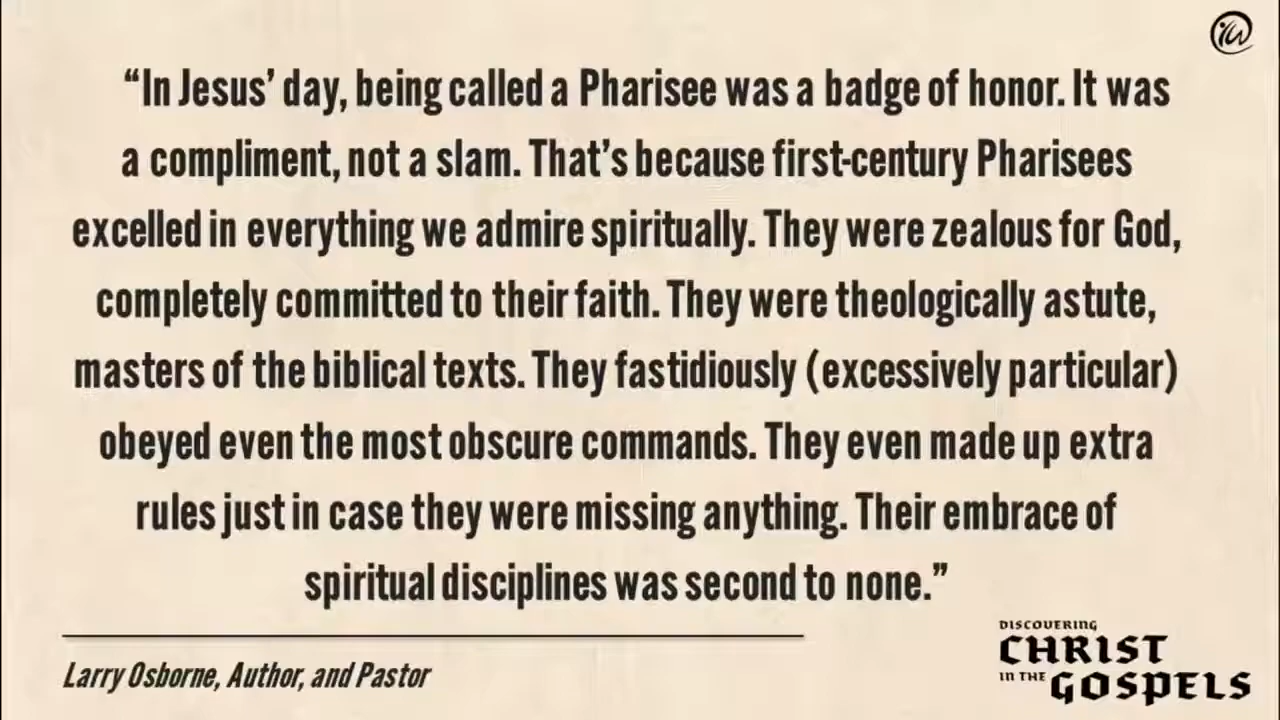 “In Jesus’ day, being called a Pharisee was a badge of honor. It was
a compliment, not a slam. That’s because first-century Pharisees
excelled in everything we admire spiritually. They were zealous for God,
completely committed to their faith. They were theologically astute,
masters of the biblical texts. They fastidiously (excessively particular)
obeyed even the most obscure commands. They even made up extra
rules just in case they were missing anything. Their embrace of
spiritual disciplines was second to none.”
Larry Osborne, Author, and Pastor
DISCOVERING
CHRIST
IN THE GOSPELS